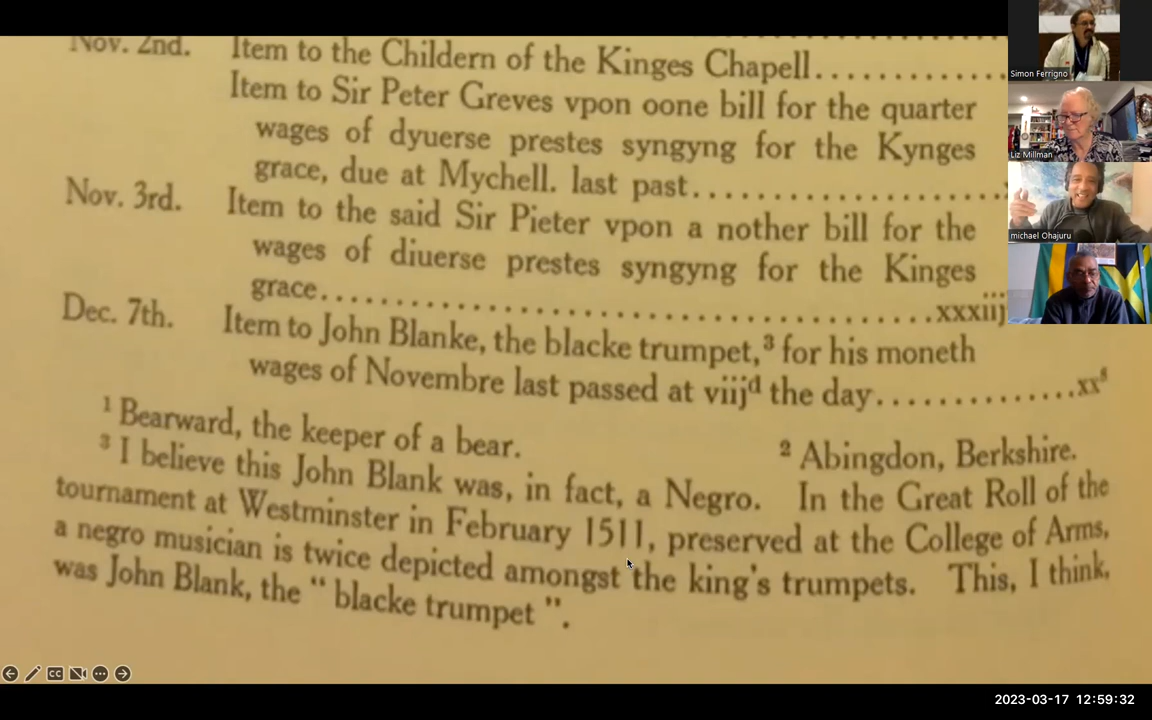 Nov. 2nd. Item to the Childern of the Kinges Chapell..............
Item to Sir Peter Greves vpon oone bill for the quarter
wages of dyuerse prestes syngyng for the Kynges
grace, due at Mychell. last past......................
Nov. 3rd. Item to the said Sir Pieter vpon a nother bill for the
wages of diuerse prestes syngyng for the Kinges
grace..........................................xxxiij
Dec. 7th. Item to John Blanke, the blacke trumpet,³ for his moneth
wages of Novembre last passed at viijᵈ the day..............xxˢ
¹ Bearward, the keeper of a bear. ² Abingdon, Berkshire.
³ I believe this John Blank was, in fact, a Negro. In the Great Roll of the
tournament at Westminster in February 1511, preserved at the College of Arms,
a negro musician is twice depicted amongst the king's trumpets. This, I think,
was John Blank, the " blacke trumpet ".
Simon Ferrigno
Liz Millman
michael Ohajuru
CC
2023-03-17 12:59:32